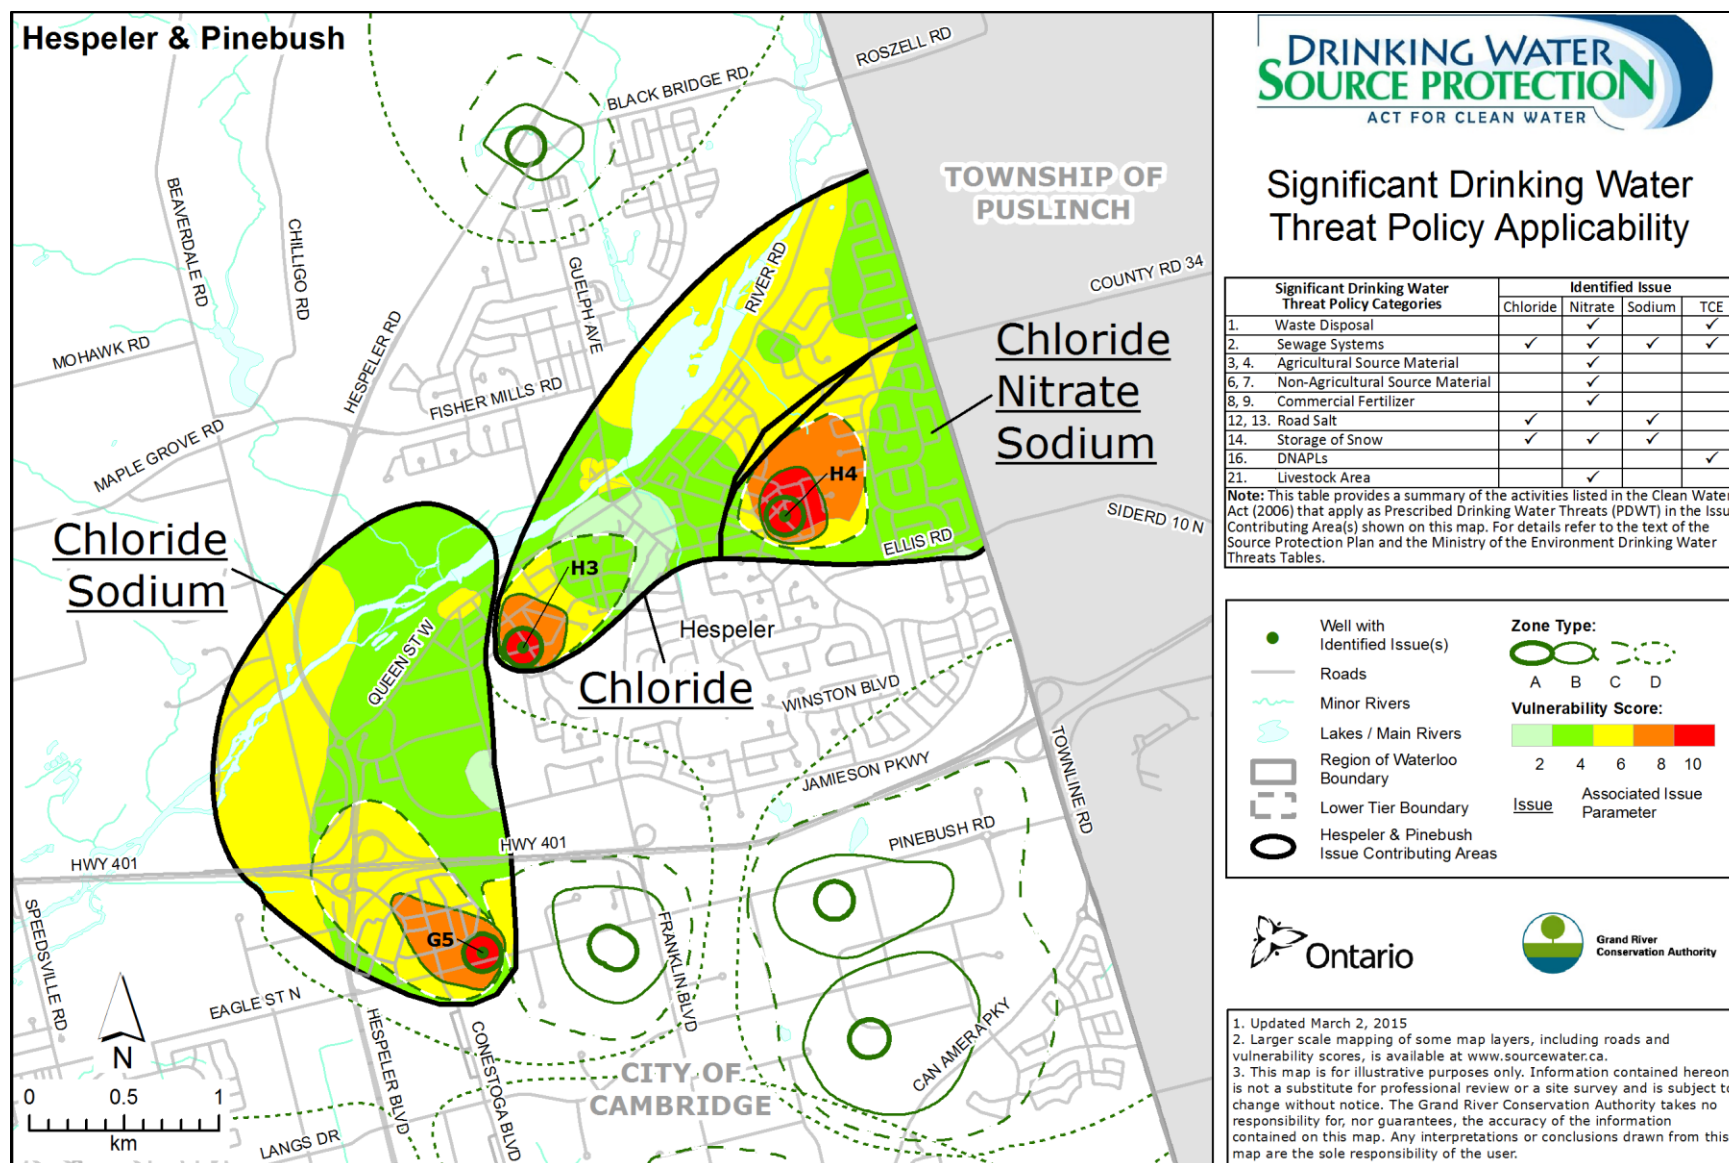 Hespeler & Pinebush
ROSZELL RD
BLACK BRIDGE RD
BEAVERDALE RD
CHILLIGO RD
TOWNSHIP OF
PUSLINCH
GUELPH AVE
RIVER RD
COUNTY RD 34
MOHAWK RD
HESPELER RD
FISHER MILLS RD
MAPLE GROVE RD
Chloride
Nitrate
Sodium
H4
SIDERD 10 N
ELLIS RD
Chloride
Sodium
H3
QUEEN ST W
Hespeler
Chloride
WINSTON BLVD
TOWNLINE RD
JAMIESON PKWY
PINEBUSH RD
HWY 401
HWY 401
SPEEDSVILLE RD
G5
FRANKLIN BLVD
EAGLE ST N
HESPELER BLVD
CONESTOGA BLVD
CAN AMERA PKY
CITY OF
CAMBRIDGE
LANGS DR
N
0 0.5 1
km
DRINKING WATER
SOURCE PROTECTION
ACT FOR CLEAN WATER
Significant Drinking Water
Threat Policy Applicability
Significant Drinking Water
Threat Policy Categories
Identified Issue
Chloride Nitrate Sodium TCE
1. Waste Disposal ✓ ✓
2. Sewage Systems ✓ ✓ ✓ ✓
3, 4. Agricultural Source Material ✓
6, 7. Non-Agricultural Source Material ✓
8, 9. Commercial Fertilizer ✓
12, 13. Road Salt ✓ ✓
14. Storage of Snow ✓ ✓ ✓
16. DNAPLs ✓
21. Livestock Area ✓
Note: This table provides a summary of the activities listed in the Clean Water
Act (2006) that apply as Prescribed Drinking Water Threats (PDWT) in the Issu
Contributing Area(s) shown on this map. For details refer to the text of the
Source Protection Plan and the Ministry of the Environment Drinking Water
Threats Tables.
Well with
Identified Issue(s)
Roads
Minor Rivers
Lakes / Main Rivers
Region of Waterloo
Boundary
Lower Tier Boundary
Hespeler & Pinebush
Issue Contributing Areas
Zone Type:
A B C D
Vulnerability Score:
2 4 6 8 10
Issue Associated Issue
Parameter
Ontario
Grand River
Conservation Authority
1. Updated March 2, 2015
2. Larger scale mapping of some map layers, including roads and
vulnerability scores, is available at www.sourcewater.ca.
3. This map is for illustrative purposes only. Information contained hereon
is not a substitute for professional review or a site survey and is subject to
change without notice. The Grand River Conservation Authority takes no
responsibility for, nor guarantees, the accuracy of the information
contained on this map. Any interpretations or conclusions drawn from this
map are the sole responsibility of the user.